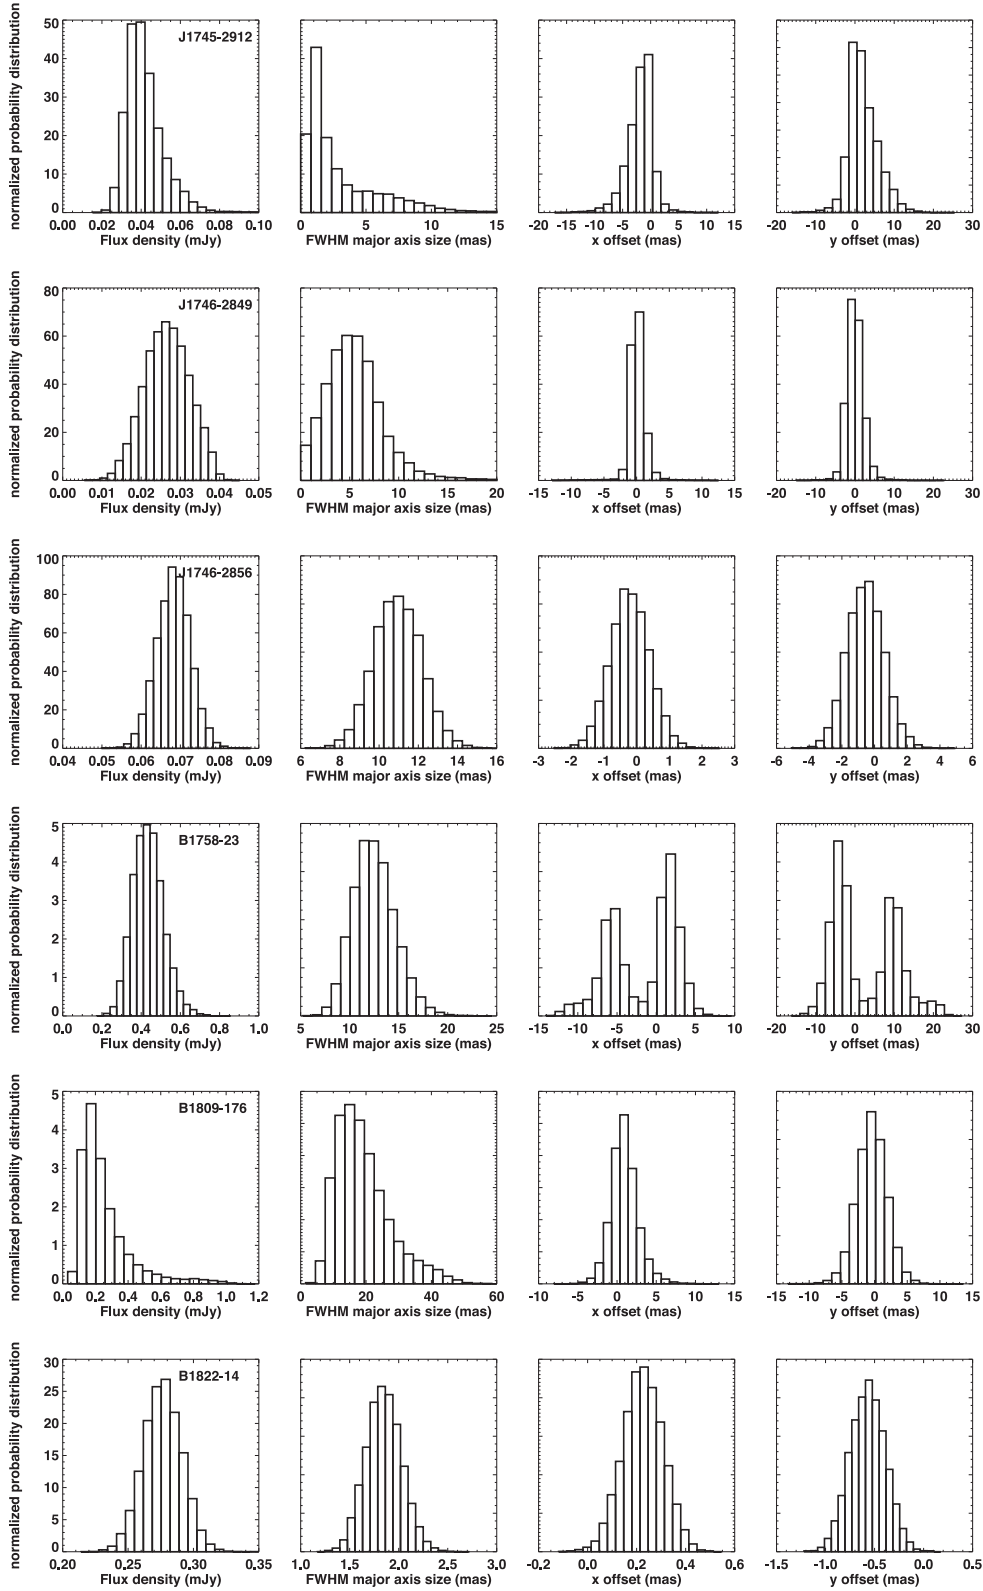 normalized probability distribution
50
40
30
20
10
0
J1745-2912
0.00 0.02 0.04 0.06 0.08 0.10
Flux density (mJy)
0 5 10 15
FWHM major axis size (mas)
-20 -15 -10 -5 0 5 10 15
x offset (mas)
-20 -10 0 10 20 30
y offset (mas)
normalized probability distribution
80
60
40
20
0
J1746-2849
0.00 0.01 0.02 0.03 0.04 0.05
Flux density (mJy)
0 5 10 15 20
FWHM major axis size (mas)
-15 -10 -5 0 5 10 15
x offset (mas)
-20 -10 0 10 20 30
y offset (mas)
normalized probability distribution
100
80
60
40
20
0
J1746-2856
0.04 0.05 0.06 0.07 0.08 0.09
Flux density (mJy)
6 8 10 12 14 16
FWHM major axis size (mas)
-3 -2 -1 0 1 2 3
x offset (mas)
-6 -4 -2 0 2 4 6
y offset (mas)
normalized probability distribution
5
4
3
2
1
0
B1758-23
0.0 0.2 0.4 0.6 0.8 1.0
Flux density (mJy)
5 10 15 20 25
FWHM major axis size (mas)
-15 -10 -5 0 5 10
x offset (mas)
-20 -10 0 10 20 30
y offset (mas)
normalized probability distribution
5
4
3
2
1
0
B1809-176
0.0 0.2 0.4 0.6 0.8 1.0 1.2
Flux density (mJy)
0 20 40 60
FWHM major axis size (mas)
-10 -5 0 5 10 15
x offset (mas)
-15 -10 -5 0 5 10 15
y offset (mas)
normalized probability distribution
30
25
20
15
10
5
0
B1822-14
0.20 0.25 0.30 0.35
Flux density (mJy)
1.0 1.5 2.0 2.5 3.0
FWHM major axis size (mas)
-0.2 0.0 0.2 0.4 0.6
x offset (mas)
-1.5 -1.0 -0.5 0.0 0.5
y offset (mas)